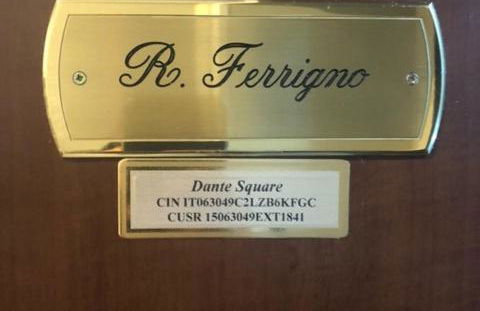 R. Ferrigno
Dante Square
CIN IT063049C2LZB6KFGC
CUSR 15063049EXT1841